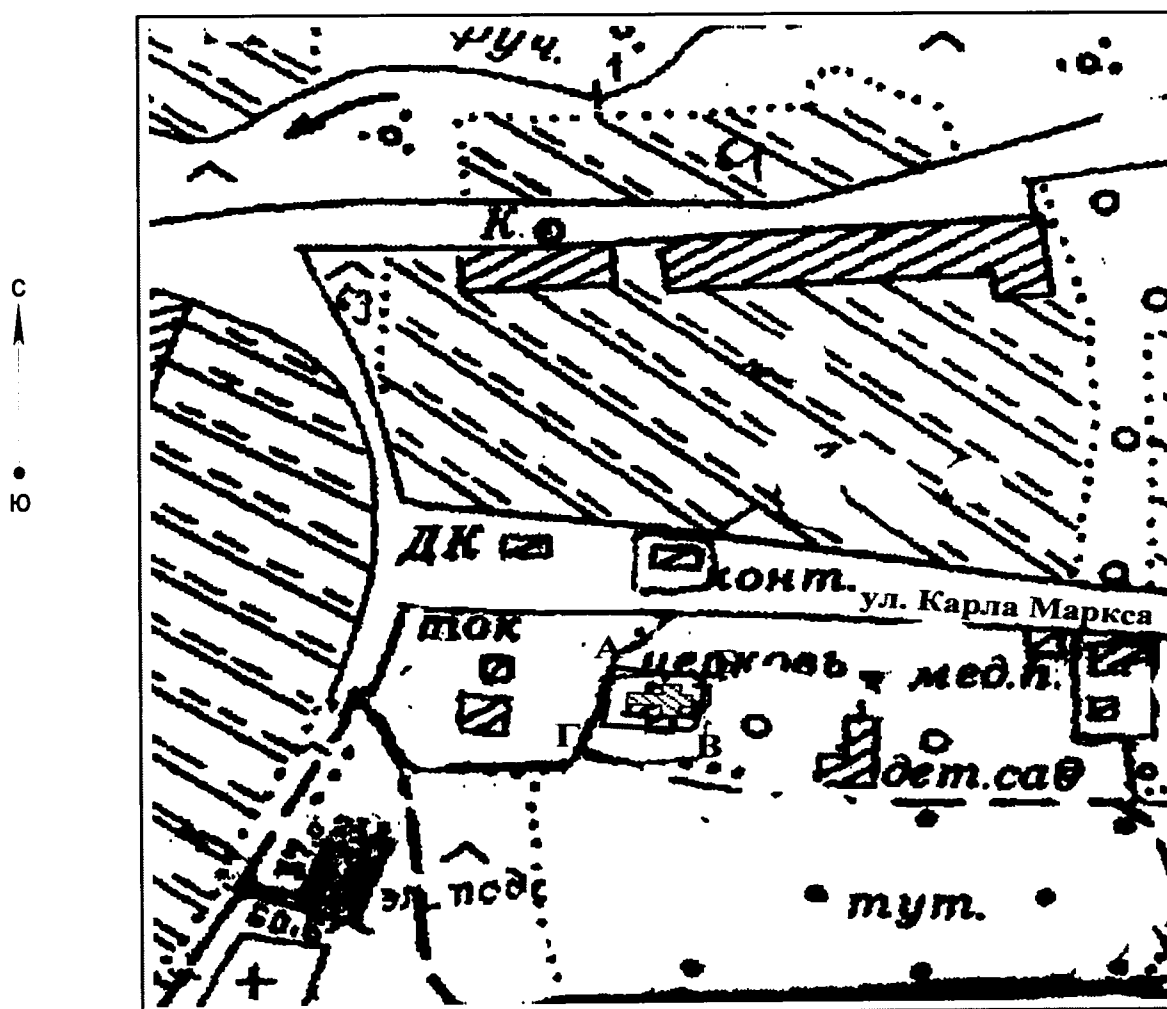 руч.
С
К.
Ю
ДК
конт.
ул. Карла Маркса
ток
А
церковь
мед.п.
Г
В
дет.сад
эл. подс
тут.